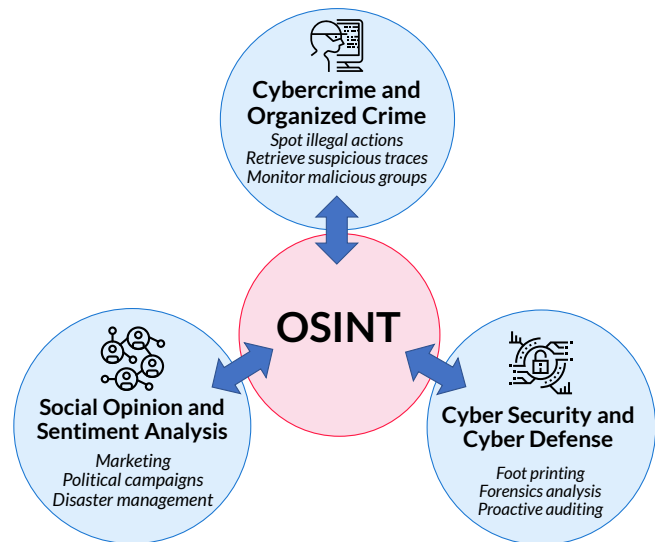 Cybercrime and
Organized Crime
Spot illegal actions
Retrieve suspicious traces
Monitor malicious groups
OSINT
Social Opinion and
Sentiment Analysis
Marketing
Political campaigns
Disaster management
Cyber Security and
Cyber Defense
Foot printing
Forensics analysis
Proactive auditing